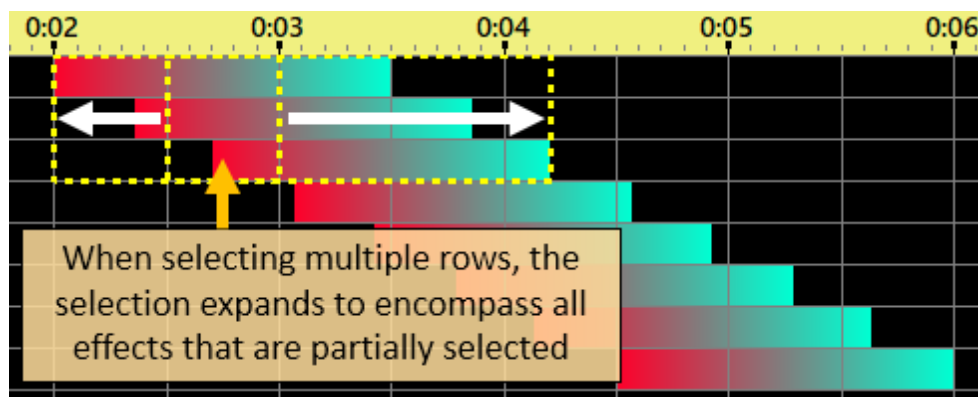 0:02 0:03 0:04 0:05 0:06
When selecting multiple rows, the
selection expands to encompass all
effects that are partially selected